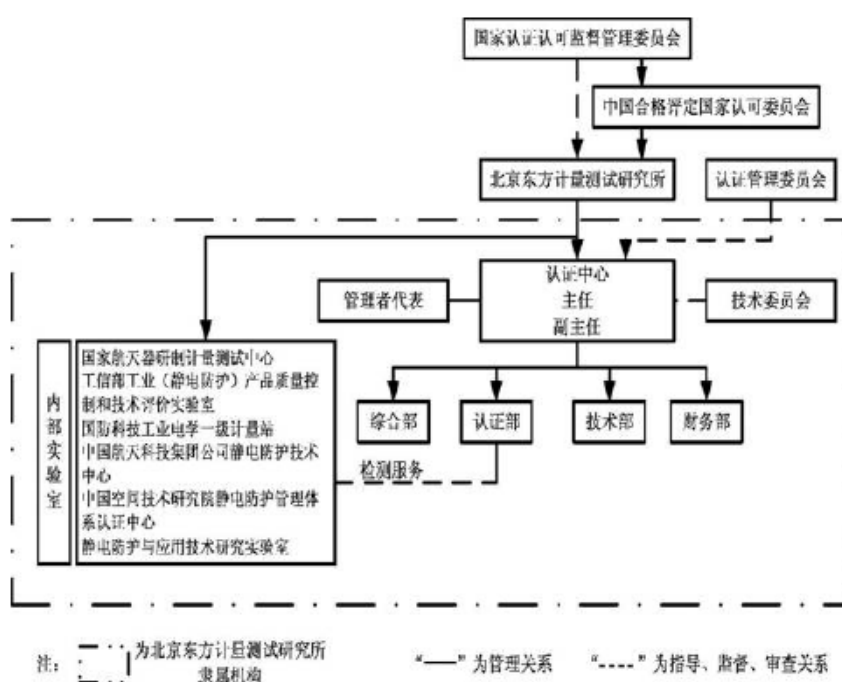 国家认证认可监督管理委员会
中国合格评定国家认可委员会
北京东方计量测试研究所
认证管理委员会
认证中心
主任
副主任
管理者代表
技术委员会
内部实验室
国家航天器研制计量测试中心
工信部工业（静电防护）产品质量控
制和技术评价实验室
国防科技工业电学一级计量站
中国航天科技集团公司静电防护技术
中心
中国空间技术研究院静电防护管理体
系认证中心
静电防护与应用技术研究实验室
综合部
认证部
技术部
财务部
检测服务
注：
为北京东方计量测试研究所
隶属机构
“——”为管理关系
“----”为指导、监督、审查关系